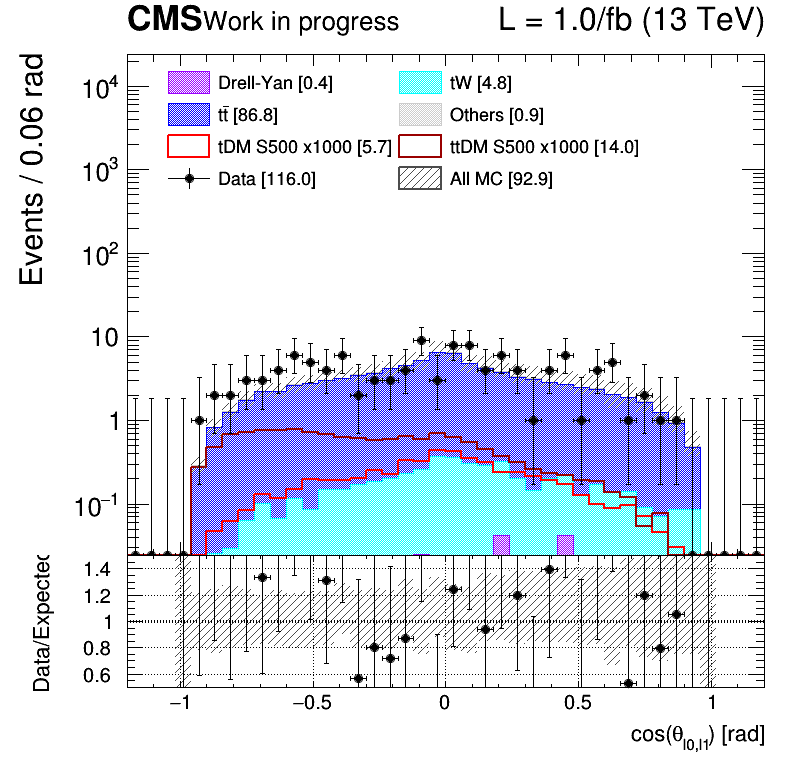 CMS Work in progress L = 1.0/fb (13 TeV)
Events / 0.06 rad
Drell-Yan [0.4] tW [4.8]
tt̄ [86.8] Others [0.9]
tDM S500 x1000 [5.7] ttDM S500 x1000 [14.0]
Data [116.0] All MC [92.9]
10⁴
10³
10²
10
1
10⁻¹
Data/Expected
1.4
1.2
1
0.8
0.6
−1 −0.5 0 0.5 1
cos(θ_l0,l1) [rad]